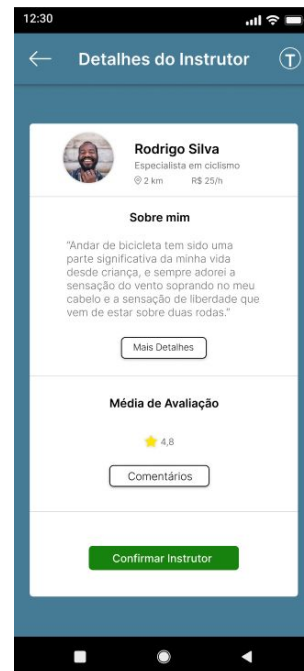 12:30
Detalhes do Instrutor
T
Rodrigo Silva
Especialista em ciclismo
2 km R$ 25/h
Sobre mim
“Andar de bicicleta tem sido uma
parte significativa da minha vida
desde criança, e sempre adorei a
sensação do vento soprando no meu
cabelo e a sensação de liberdade que
vem de estar sobre duas rodas.”
Mais Detalhes
Média de Avaliação
4,8
Comentários
Confirmar Instrutor